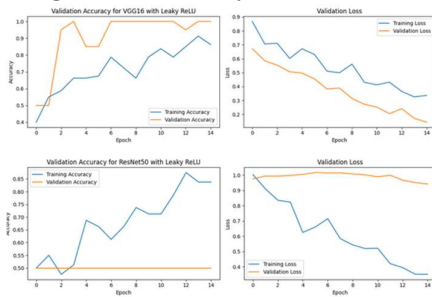 Validation Accuracy for VGG16 with Leaky ReLU
1.0
0.9
0.8
0.7
0.6
0.5
0.4
Accuracy
0 2 4 6 8 10 12 14
Epoch
Training Accuracy
Validation Accuracy
Validation Loss
0.9
0.8
0.7
0.6
0.5
0.4
0.3
0.2
Loss
0 2 4 6 8 10 12 14
Epoch
Training Loss
Validation Loss
Validation Accuracy for ResNet50 with Leaky ReLU
Training Accuracy
Validation Accuracy
0.85
0.80
0.75
0.70
0.65
0.60
0.55
0.50
Accuracy
0 2 4 6 8 10 12 14
Epoch
Validation Loss
1.0
0.9
0.8
0.7
0.6
0.5
0.4
Loss
Training Loss
Validation Loss
0 2 4 6 8 10 12 14
Epoch